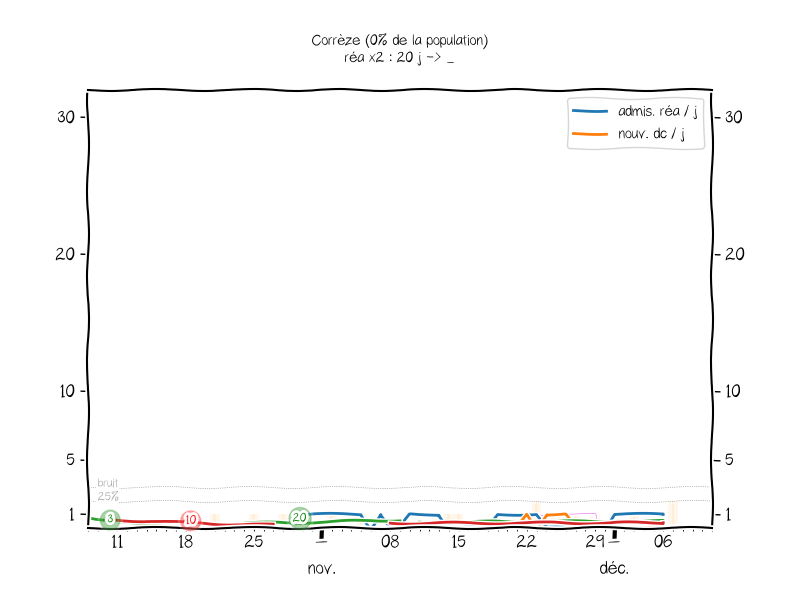 Corrèze (0% de la population)
réa x2 : 20 j -> _
admis. réa / j
nouv. dc / j
30
30
20
20
10
10
5
5
bruit
25%
1
1
3
10
20
11 18 25 08 15 22 29 06
nov. déc.